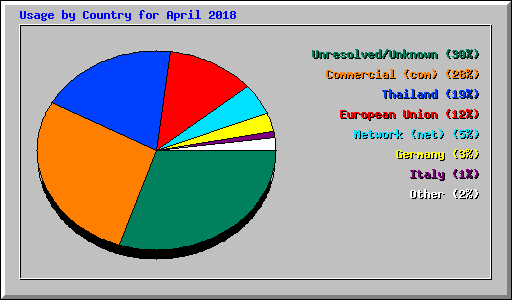 Usage by Country for April 2018
Unresolved/Unknown (30%)
Commercial (com) (28%)
Thailand (19%)
European Union (12%)
Network (net) (5%)
Germany (3%)
Italy (1%)
Other (2%)